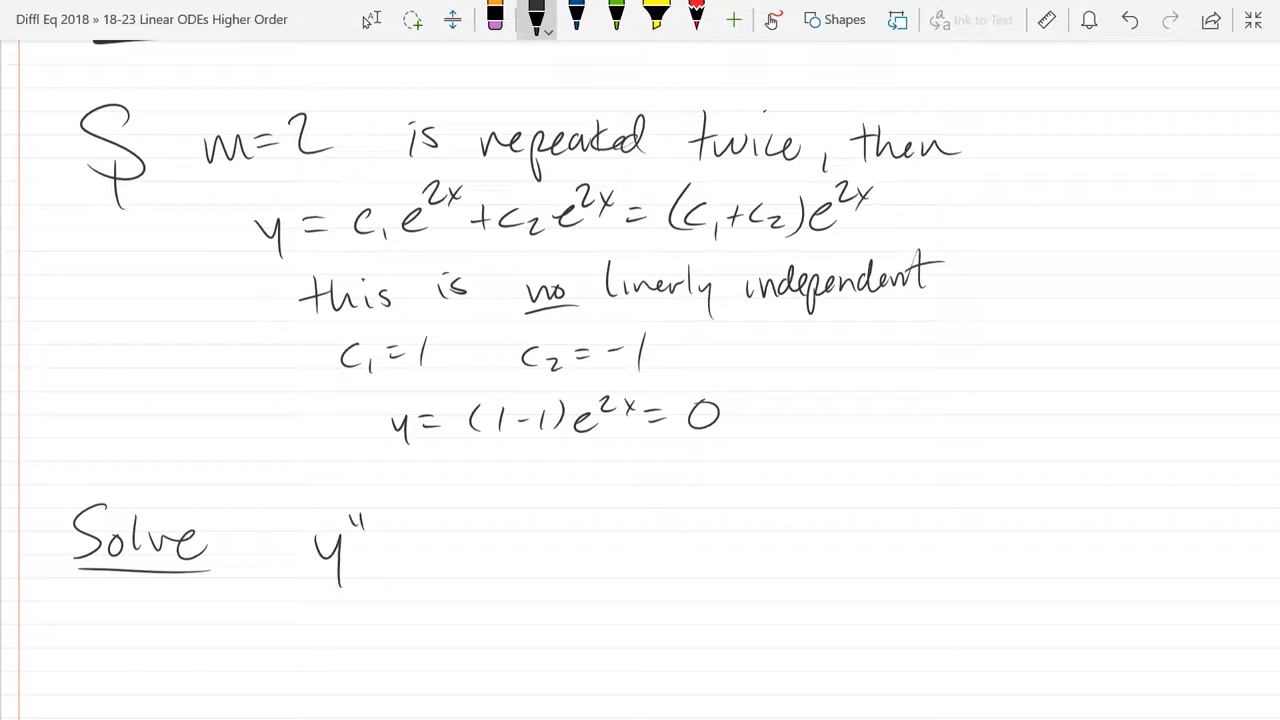 Diffl Eq 2018 » 18-23 Linear ODEs Higher Order Shapes Ink to Text
S m=2 is repeated twice, then
y = c₁e^{2x} + c₂e^{2x} = (c₁+c₂)e^{2x}
this is no linerly independent
c₁ = 1 c₂ = -1
y = (1-1)e^{2x} = 0
Solve y"